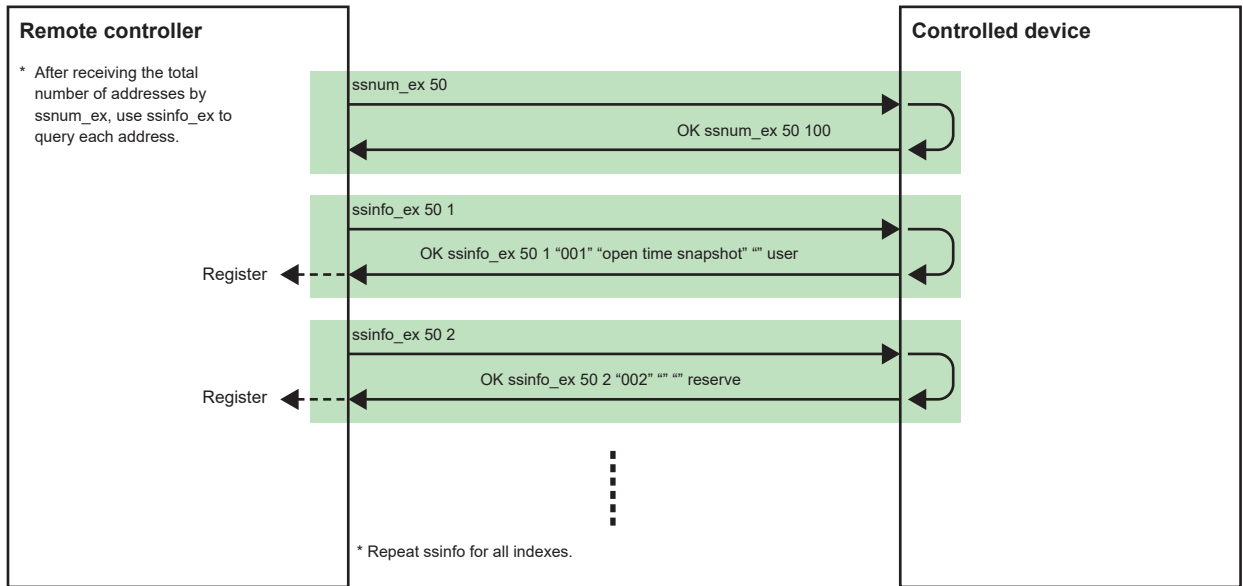 Remote controller
* After receiving the total
number of addresses by
ssnum_ex, use ssinfo_ex to
query each address.
Controlled device
ssnum_ex 50
OK ssnum_ex 50 100
ssinfo_ex 50 1
OK ssinfo_ex 50 1 “001” “open time snapshot” “” user
Register
ssinfo_ex 50 2
OK ssinfo_ex 50 2 “002” “” “” reserve
Register
* Repeat ssinfo for all indexes.